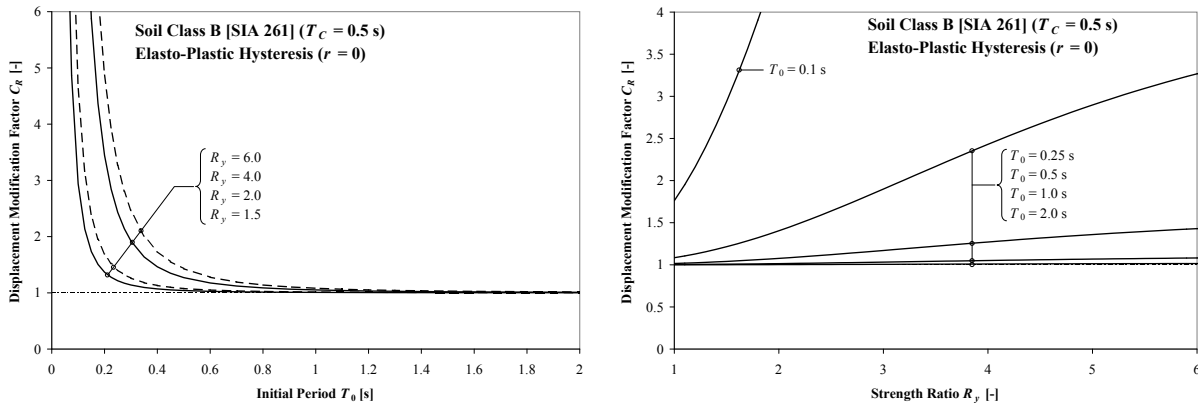 Soil Class B [SIA 261] (T_C = 0.5 s)
Elasto-Plastic Hysteresis (r = 0)
Displacement Modification Factor C_R [-]
6
5
4
3
2
1
0
R_y = 6.0
R_y = 4.0
R_y = 2.0
R_y = 1.5
0 0.2 0.4 0.6 0.8 1 1.2 1.4 1.6 1.8 2
Initial Period T_0 [s]
Soil Class B [SIA 261] (T_C = 0.5 s)
Elasto-Plastic Hysteresis (r = 0)
Displacement Modification Factor C_R [-]
4
3.5
3
2.5
2
1.5
1
0.5
0
T_0 = 0.1 s
T_0 = 0.25 s
T_0 = 0.5 s
T_0 = 1.0 s
T_0 = 2.0 s
1 2 3 4 5 6
Strength Ratio R_y [-]